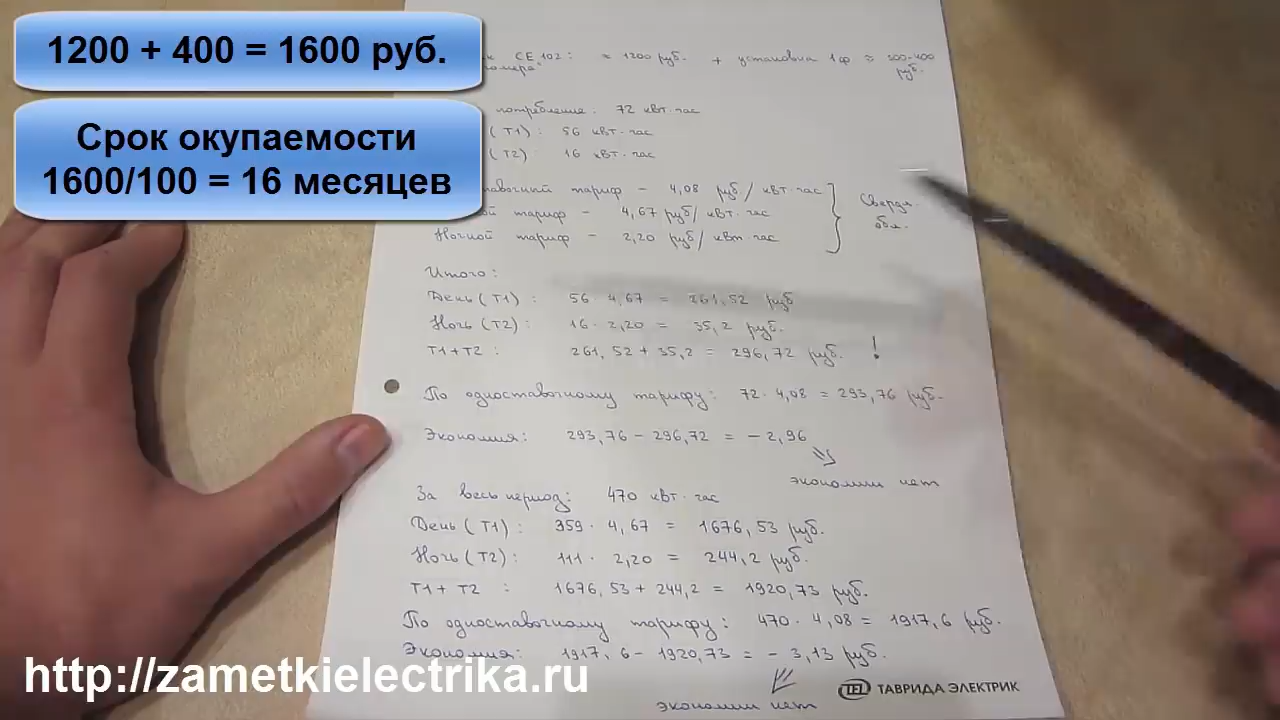 1200 + 400 = 1600 руб.
Срок окупаемости
1600/100 = 16 месяцев
СЕ 102: ≈ 1200 руб. + установка 1ф ≈ 300-400
руб.
потребление: 72 квт·час
(Т1): 56 квт·час
(Т2): 16 квт·час
тариф - 4,08 руб/квт·час
тариф - 4,67 руб/квт·час
Сверд.
обл.
Ночной тариф - 2,20 руб/квт·час
Итого:
День (Т1): 56 · 4,67 = 261,52 руб
Ночь (Т2): 16 · 2,20 = 35,2 руб.
Т1+Т2: 261,52 + 35,2 = 296,72 руб. !
По одноставочному тарифу: 72 · 4,08 = 293,76 руб.
Экономия: 293,76 - 296,72 = - 2,96
экономии нет
За весь период: 470 квт·час
День (Т1): 359 · 4,67 = 1676,53 руб.
Ночь (Т2): 111 · 2,20 = 244,2 руб.
Т1 + Т2 : 1676,53 + 244,2 = 1920,73 руб.
По одноставочному тарифу: 470 · 4,08 = 1917,6 руб.
Экономия: 1917,6 - 1920,73 = - 3,13 руб.
экономии нет
http://zametkielectrika.ru
TEL ТАВРИДА ЭЛЕКТРИК